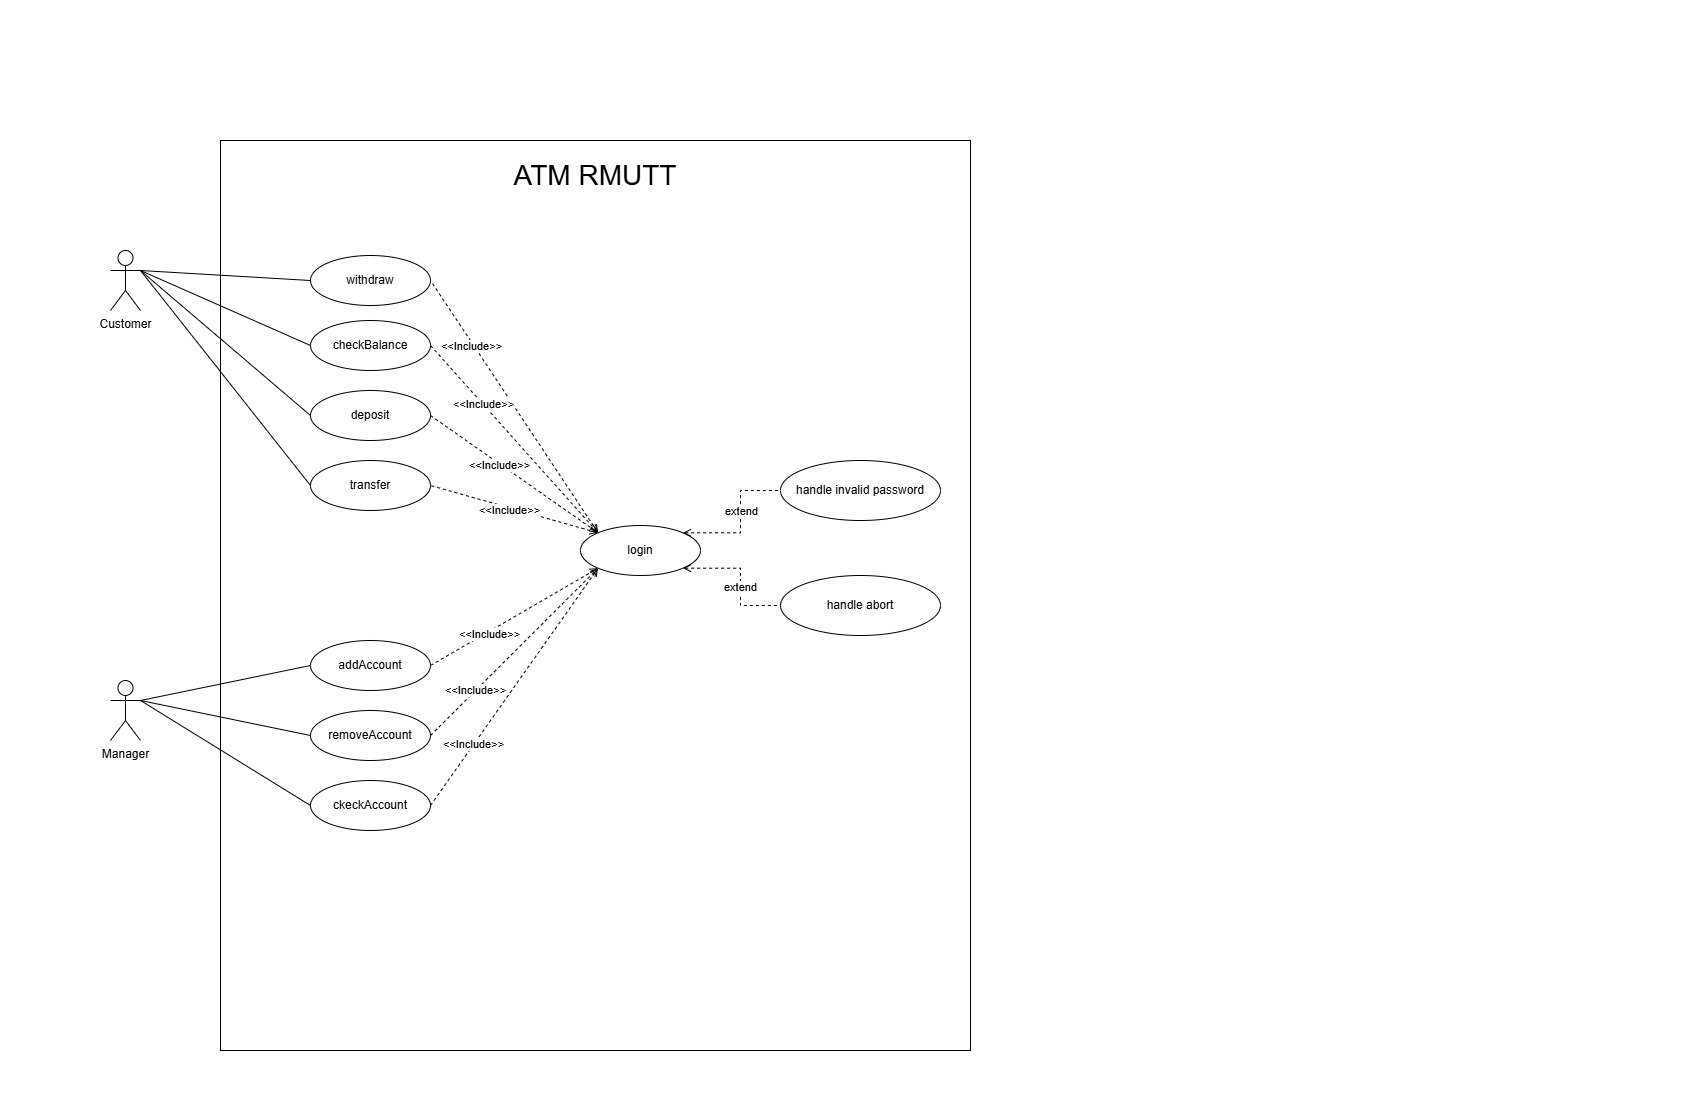 ATM RMUTT
Customer
withdraw
checkBalance
deposit
transfer
<<Include>>
<<Include>>
<<Include>>
<<Include>>
login
handle invalid password
extend
extend
handle abort
Manager
addAccount
removeAccount
ckeckAccount
<<Include>>
<<Include>>
<<Include>>